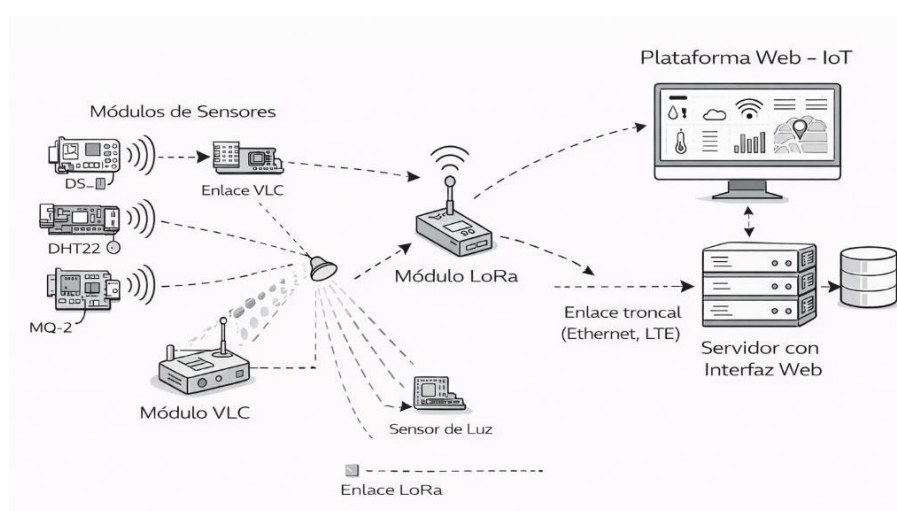 Plataforma Web – IoT
Módulos de Sensores
DS_
Enlace VLC
DHT22
Módulo LoRa
MQ-2
Enlace troncal
(Ethernet, LTE)
Servidor con
Interfaz Web
Módulo VLC
Sensor de Luz
Enlace LoRa